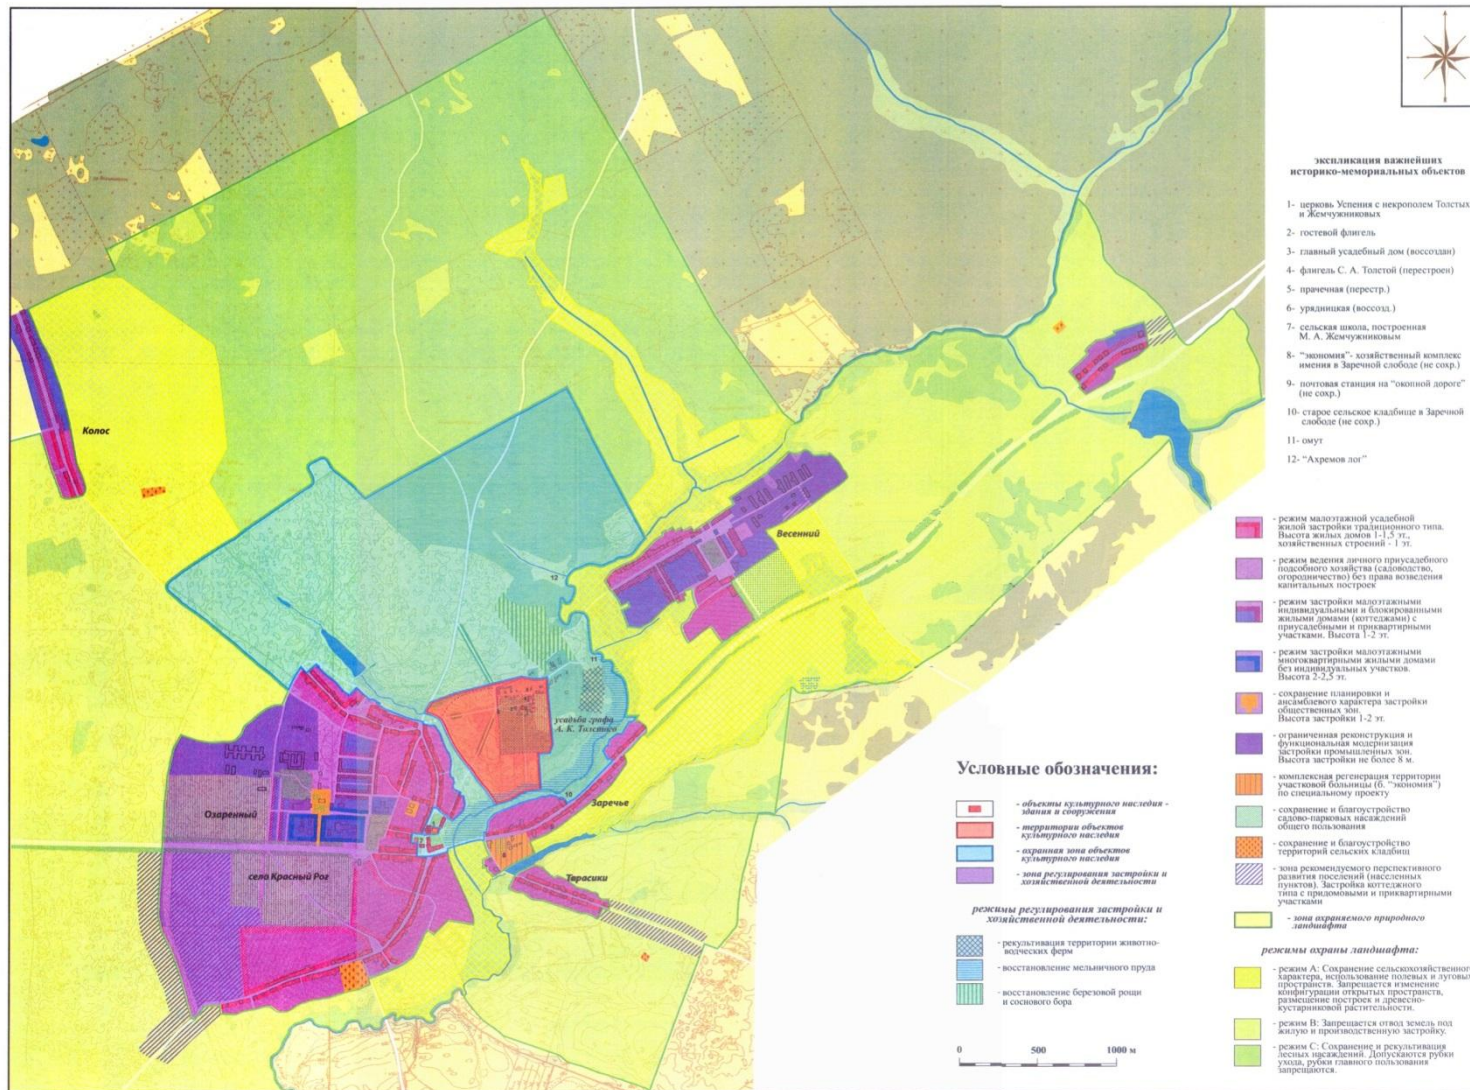 экспликация важнейших
историко-мемориальных объектов
1- церковь Успения с некрополем Толстых
и Жемчужниковых
2- гостевой флигель
3- главный усадебный дом (воссоздан)
4- флигель С. А. Толстой (перестроен)
5- прачечная (перестр.)
6- урядницкая (воссозд.)
7- сельская школа, построенная
М. А. Жемчужниковым
8- "экономия"- хозяйственный комплекс
имения в Заречной слободе (не сохр.)
9- почтовая станция на "окопной дороге"
(не сохр.)
10- старое сельское кладбище в Заречной
слободе (не сохр.)
11- омут
12- "Ахремов лог"
Колос
Весенний
12
11
усадьба графа
А. К. Толстого
10
Заречье
Озаренный
село Красный Рог
Тарасики
Условные обозначения:
- объекты культурного наследия -
здания и сооружения
- территории объектов
культурного наследия
- охранная зона объектов
культурного наследия
- зона регулирования застройки и
хозяйственной деятельности
режимы регулирования застройки и
хозяйственной деятельности:
- рекультивация территории животно-
водческих ферм
- восстановление мельничного пруда
- восстановление березовой рощи
и соснового бора
0 500 1000 м
- режим малоэтажной усадебной
жилой застройки традиционного типа.
Высота жилых домов 1-1,5 эт.,
хозяйственных строений - 1 эт.
- режим ведения личного приусадебного
подсобного хозяйства (садоводство,
огородничество) без права возведения
капитальных построек
- режим застройки малоэтажными
индивидуальными и блокированными
жилыми домами (коттеджами) с
приусадебными и приквартирными
участками. Высота 1-2 эт.
- режим застройки малоэтажными
многоквартирными жилыми домами
без индивидуальных участков.
Высота 2-2,5 эт.
- сохранение планировки и
ансамблевого характера застройки
общественных зон.
Высота застройки 1-2 эт.
- ограниченная реконструкция и
функциональная модернизация
застройки промышленных зон.
Высота застройки не более 8 м.
- комплексная регенерация территории
участковой больницы (б. "экономия")
по специальному проекту
- сохранение и благоустройство
садово-парковых насаждений
общего пользования
- сохранение и благоустройство
территорий сельских кладбищ
- зона рекомендуемого перспективного
развития поселений (населенных
пунктов). Застройка коттеджного
типа с придомовыми и приквартирными
участками
- зона охраняемого природного
ландшафта
режимы охраны ландшафта:
- режим А: Сохранение сельскохозяйственного
характера, использование полевых и луговых
пространств. Запрещается изменение
конфигурации открытых пространств,
размещение построек и древесно-
кустарниковой растительности.
- режим В: Запрещается отвод земель под
жилую и производственную застройку.
- режим С: Сохранение и рекультивация
лесных насаждений. Допускаются рубки
ухода, рубки главного пользования
запрещаются.